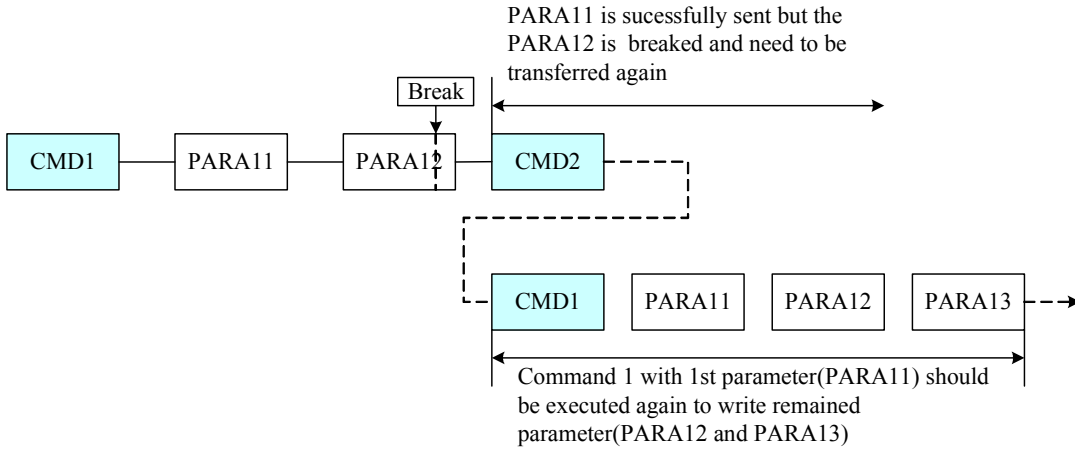 PARA11 is sucessfully sent but the
PARA12 is breaked and need to be
transferred again
Break
CMD1
PARA11
PARA12
CMD2
CMD1
PARA11
PARA12
PARA13
Command 1 with 1st parameter(PARA11) should
be executed again to write remained
parameter(PARA12 and PARA13)